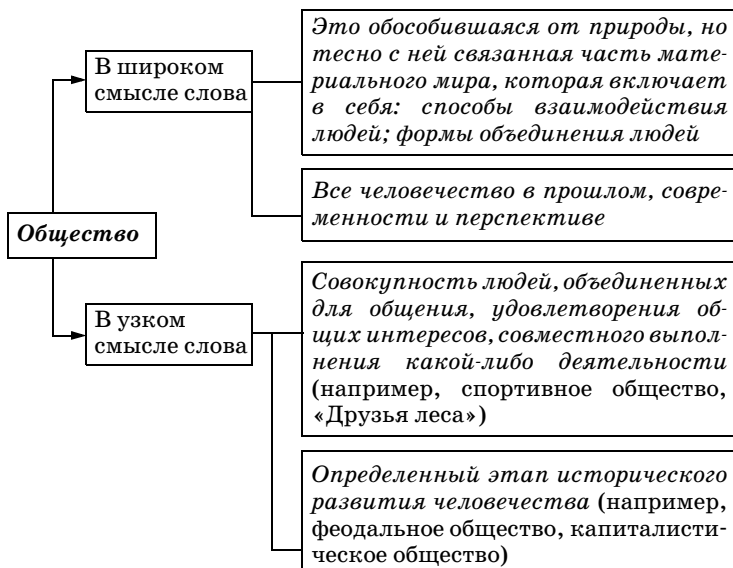 Это обособившаяся от природы, но
тесно с ней связанная часть мате-
риального мира, которая включает
в себя: способы взаимодействия
людей; формы объединения людей
В широком
смысле слова
Все человечество в прошлом, совре-
менности и перспективе
Общество
Совокупность людей, объединенных
для общения, удовлетворения об-
щих интересов, совместного выпол-
нения какой-либо деятельности
(например, спортивное общество,
«Друзья леса»)
В узком
смысле слова
Определенный этап исторического
развития человечества (например,
феодальное общество, капиталисти-
ческое общество)